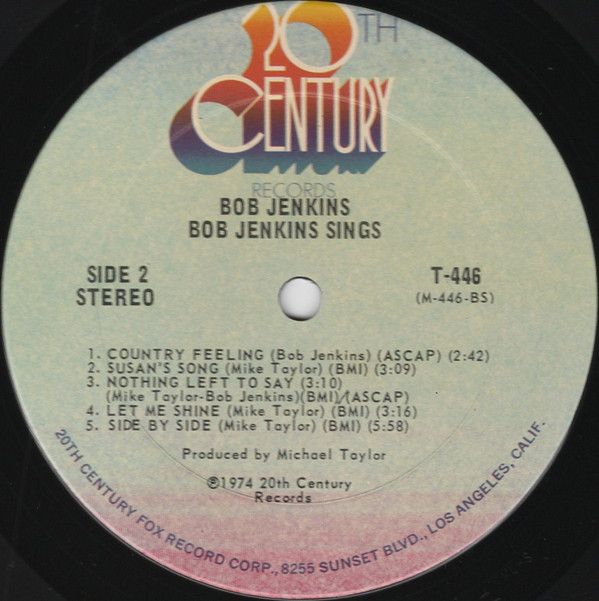 20TH
CENTURY
RECORDS
BOB JENKINS
BOB JENKINS SINGS
SIDE 2
STEREO
T-446
(M-446-BS)
1. COUNTRY FEELING (Bob Jenkins) (ASCAP) (2:42)
2. SUSAN'S SONG (Mike Taylor) (BMI) (3:09)
3. NOTHING LEFT TO SAY (3:10)
(Mike Taylor-Bob Jenkins)(BMI)/(ASCAP)
4. LET ME SHINE (Mike Taylor) (BMI) (3:16)
5. SIDE BY SIDE (Mike Taylor) (BMI) (5:58)
Produced by Michael Taylor
℗1974 20th Century
Records
20TH CENTURY FOX RECORD CORP., 8255 SUNSET BLVD., LOS ANGELES, CALIF.